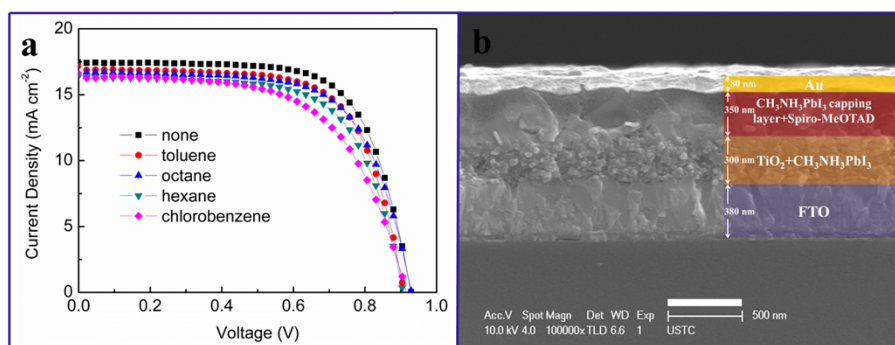 a
20
15
10
5
0
Current Density (mA cm⁻²)
none
toluene
octane
hexane
chlorobenzene
0.0 0.2 0.4 0.6 0.8 1.0
Voltage (V)
b
80 nm
Au
350 nm
CH₃NH₃PbI₃ capping
layer+Spiro-MeOTAD
300 nm
TiO₂+CH₃NH₃PbI₃
380 nm
FTO
Acc.V Spot Magn Det WD Exp
10.0 kV 4.0 100000x TLD 6.6 1
500 nm
USTC